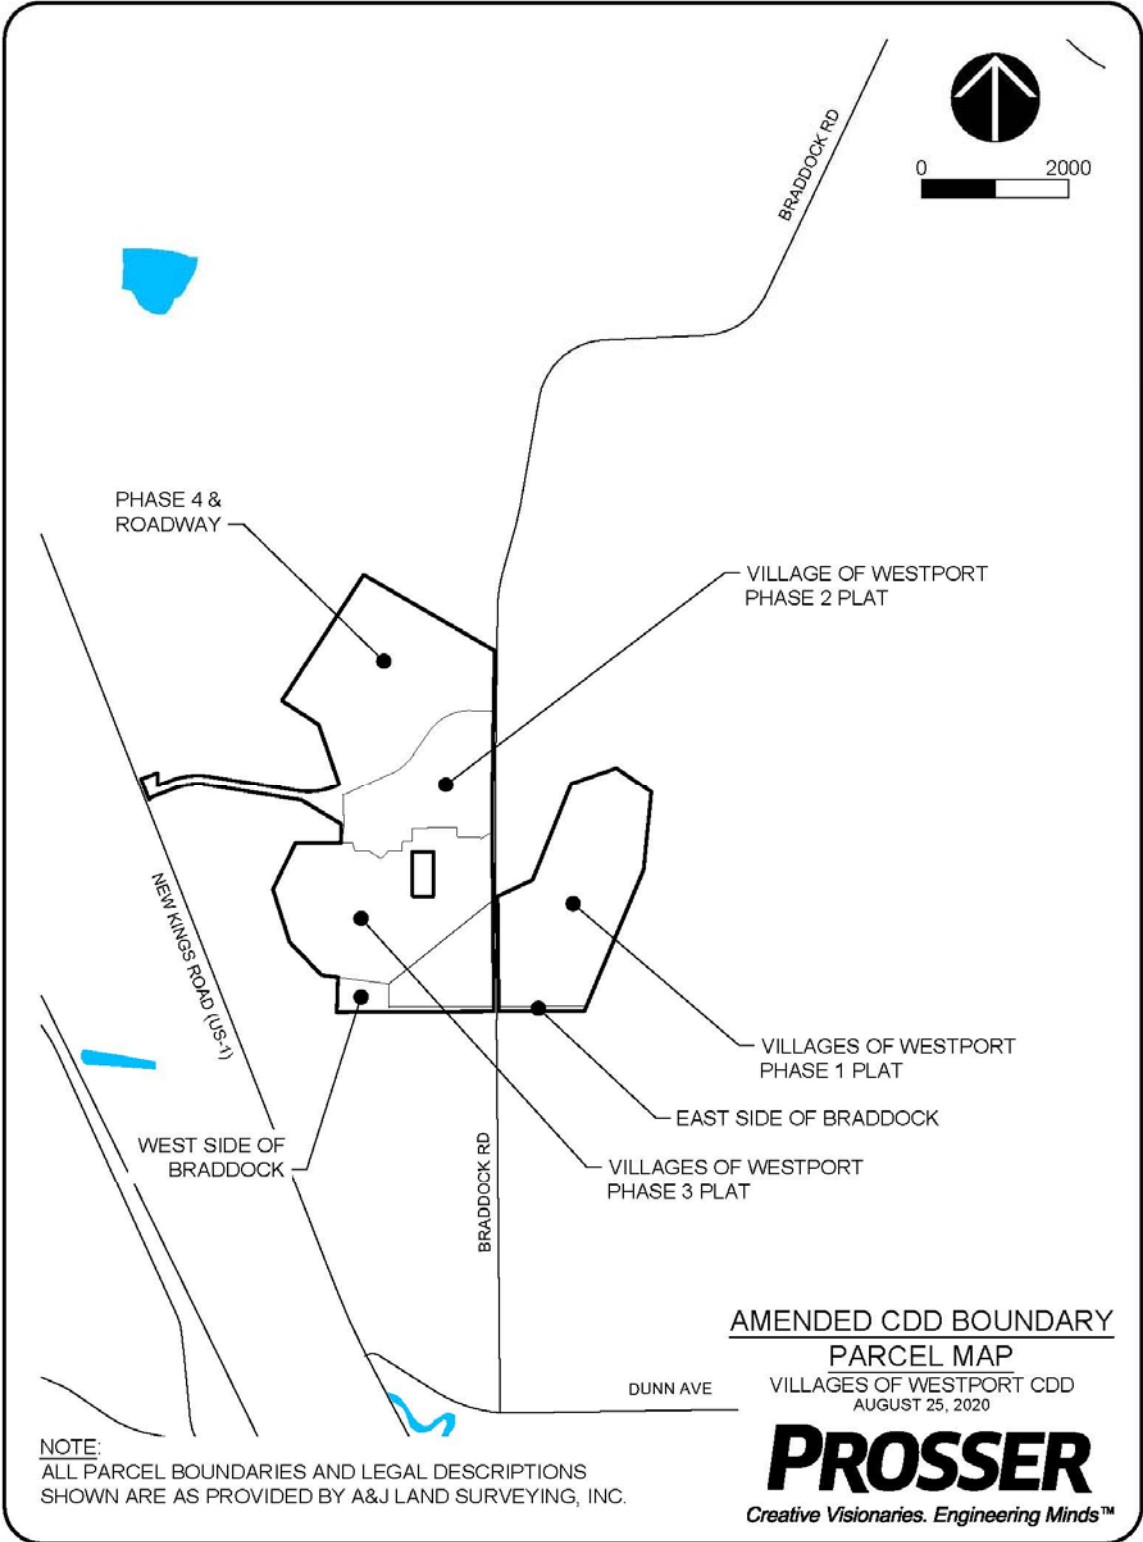 BRADDOCK RD
0 2000
PHASE 4 &
ROADWAY
VILLAGE OF WESTPORT
PHASE 2 PLAT
NEW KINGS ROAD (US-1)
VILLAGES OF WESTPORT
PHASE 1 PLAT
EAST SIDE OF BRADDOCK
WEST SIDE OF
BRADDOCK
VILLAGES OF WESTPORT
PHASE 3 PLAT
BRADDOCK RD
DUNN AVE
AMENDED CDD BOUNDARY
PARCEL MAP
VILLAGES OF WESTPORT CDD
AUGUST 25, 2020
PROSSER
Creative Visionaries. Engineering Minds™
NOTE:
ALL PARCEL BOUNDARIES AND LEGAL DESCRIPTIONS
SHOWN ARE AS PROVIDED BY A&J LAND SURVEYING, INC.